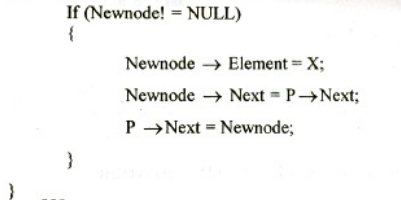 If (Newnode! = NULL)
{
Newnode → Element = X;
Newnode → Next = P→Next;
P →Next = Newnode;
}
}